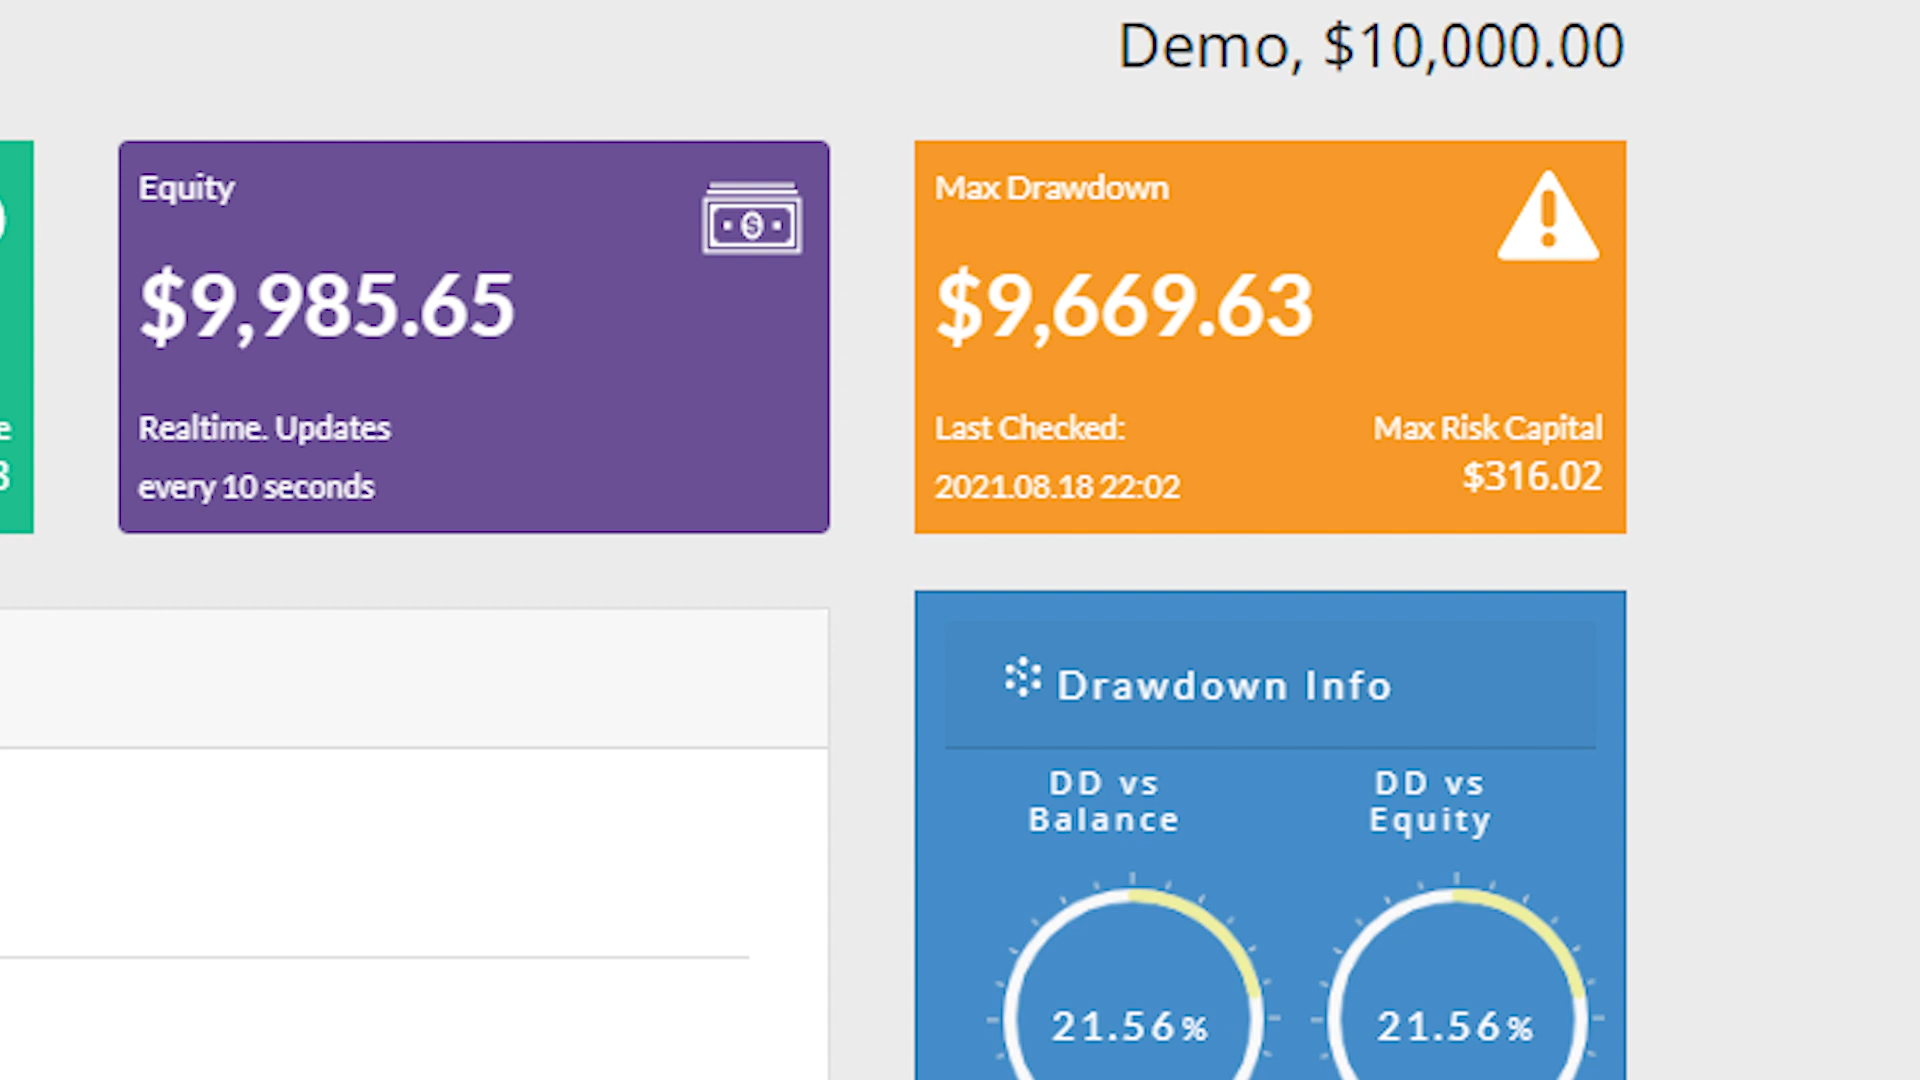 Demo, $10,000.00
e
3
Equity
$9,985.65
Realtime. Updates
every 10 seconds
Max Drawdown
$9,669.63
Last Checked:
2021.08.18 22:02
Max Risk Capital
$316.02
Drawdown Info
DD vs
Balance
21.56%
DD vs
Equity
21.56%